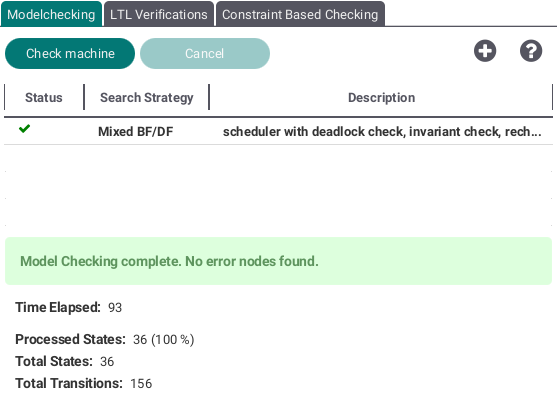 Modelchecking LTL Verifications Constraint Based Checking
Check machine Cancel
Status Search Strategy Description
Mixed BF/DF scheduler with deadlock check, invariant check, rech...
Model Checking complete. No error nodes found.
Time Elapsed: 93
Processed States: 36 (100 %)
Total States: 36
Total Transitions: 156